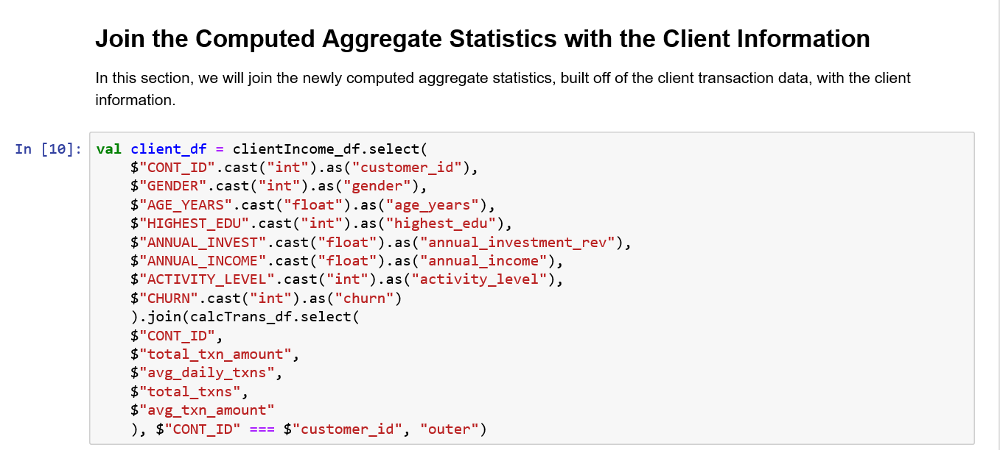 Join the Computed Aggregate Statistics with the Client Information
In this section, we will join the newly computed aggregate statistics, built off of the client transaction data, with the client
information.
In [10]: val client_df = clientIncome_df.select(
$"CONT_ID".cast("int").as("customer_id"),
$"GENDER".cast("int").as("gender"),
$"AGE_YEARS".cast("float").as("age_years"),
$"HIGHEST_EDU".cast("int").as("highest_edu"),
$"ANNUAL_INVEST".cast("float").as("annual_investment_rev"),
$"ANNUAL_INCOME".cast("float").as("annual_income"),
$"ACTIVITY_LEVEL".cast("int").as("activity_level"),
$"CHURN".cast("int").as("churn")
).join(calcTrans_df.select(
$"CONT_ID",
$"total_txn_amount",
$"avg_daily_txns",
$"total_txns",
$"avg_txn_amount"
), $"CONT_ID" === $"customer_id", "outer")